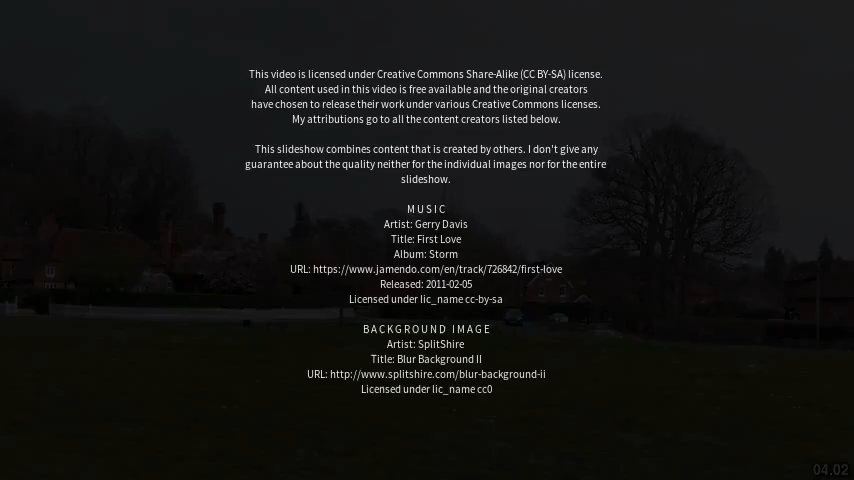 This video is licensed under Creative Commons Share-Alike (CC BY-SA) license.
All content used in this video is free available and the original creators
have chosen to release their work under various Creative Commons licenses.
My attributions go to all the content creators listed below.
This slideshow combines content that is created by others. I don't give any
guarantee about the quality neither for the individual images nor for the entire
slideshow.
MUSIC
Artist: Gerry Davis
Title: First Love
Album: Storm
URL: https://www.jamendo.com/en/track/726842/first-love
Released: 2011-02-05
Licensed under lic_name cc-by-sa
BACKGROUND IMAGE
Artist: SplitShire
Title: Blur Background II
URL: http://www.splitshire.com/blur-background-ii
Licensed under lic_name cc0
04.02